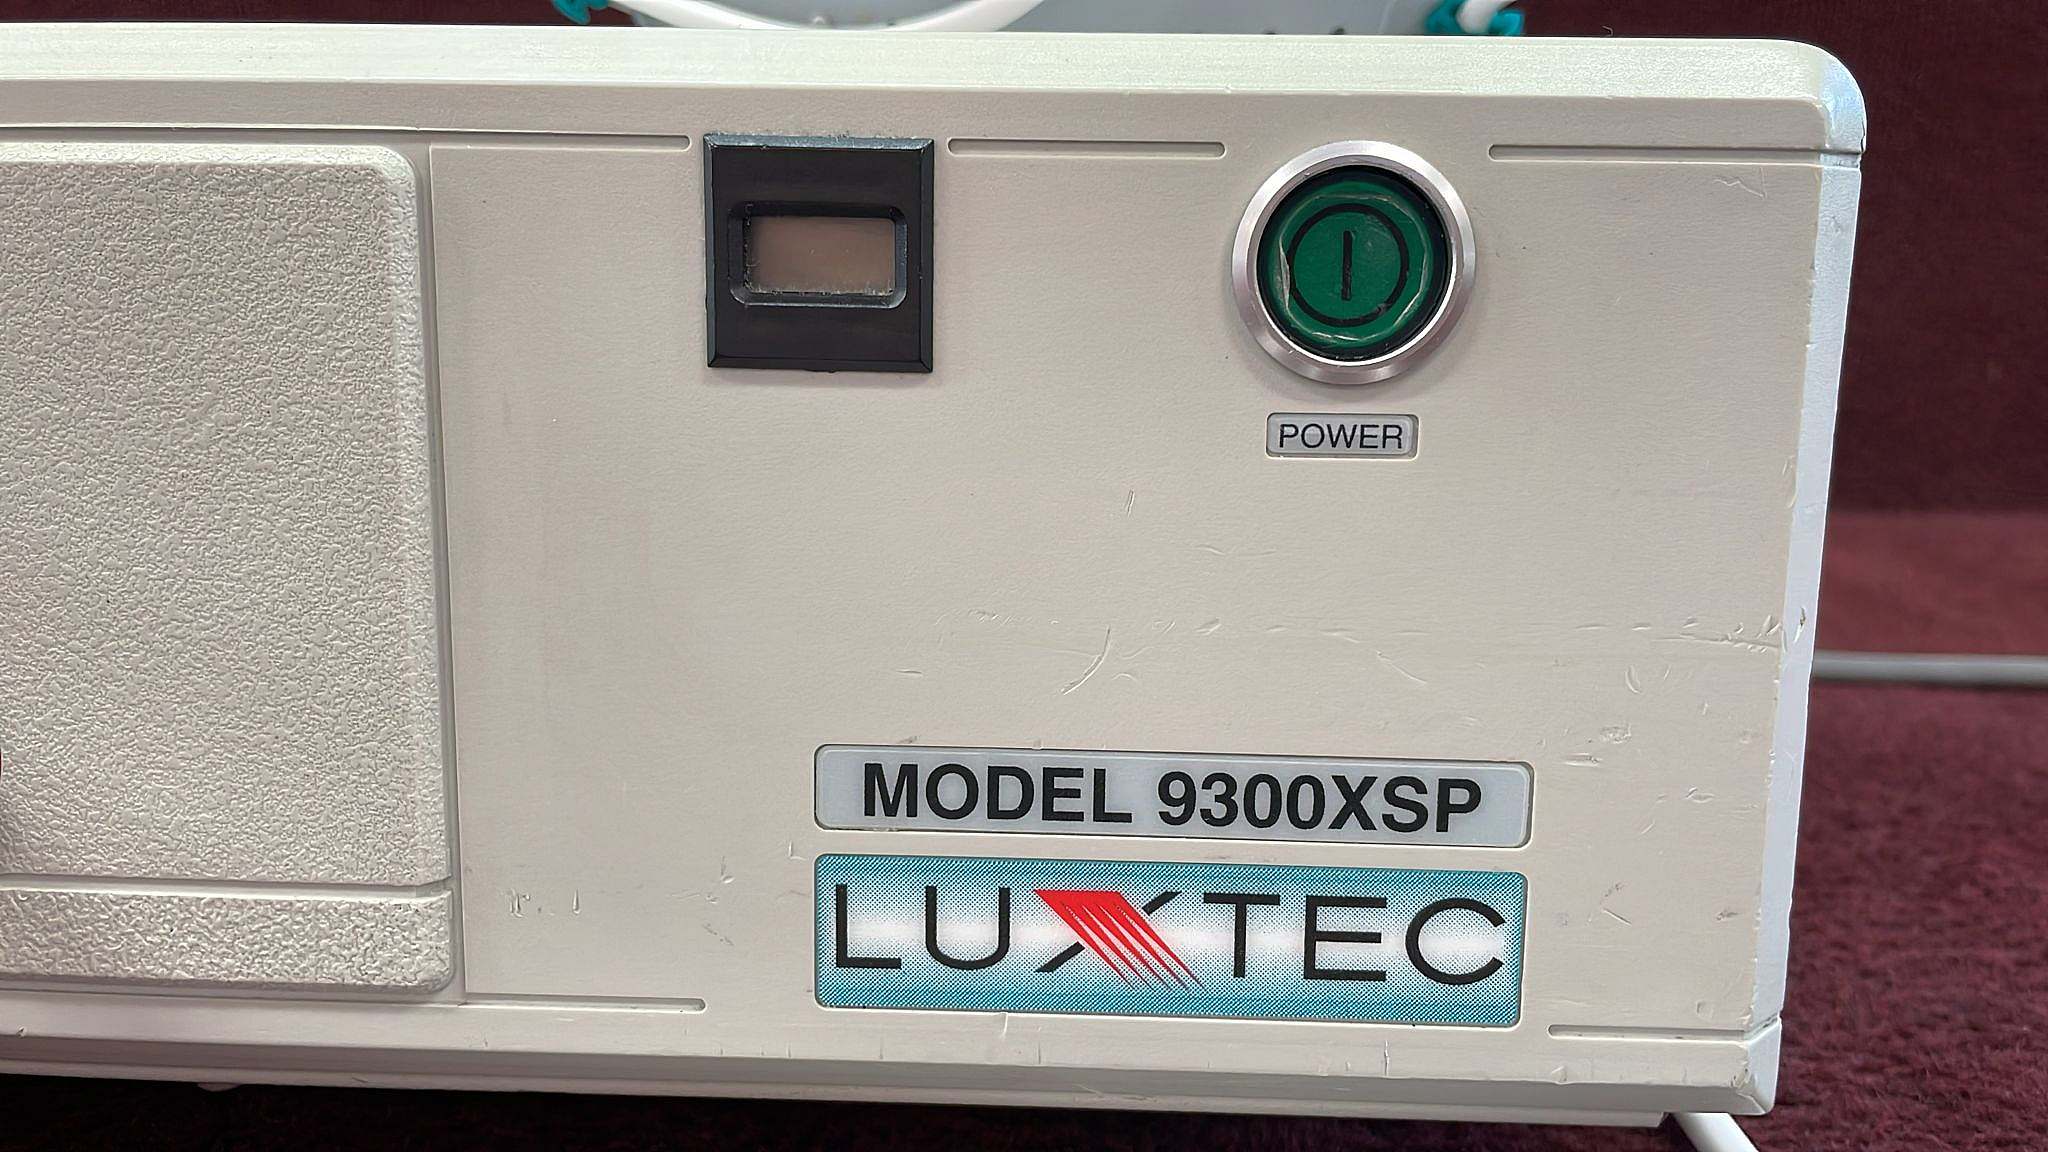 POWER
MODEL 9300XSP
LUXTEC